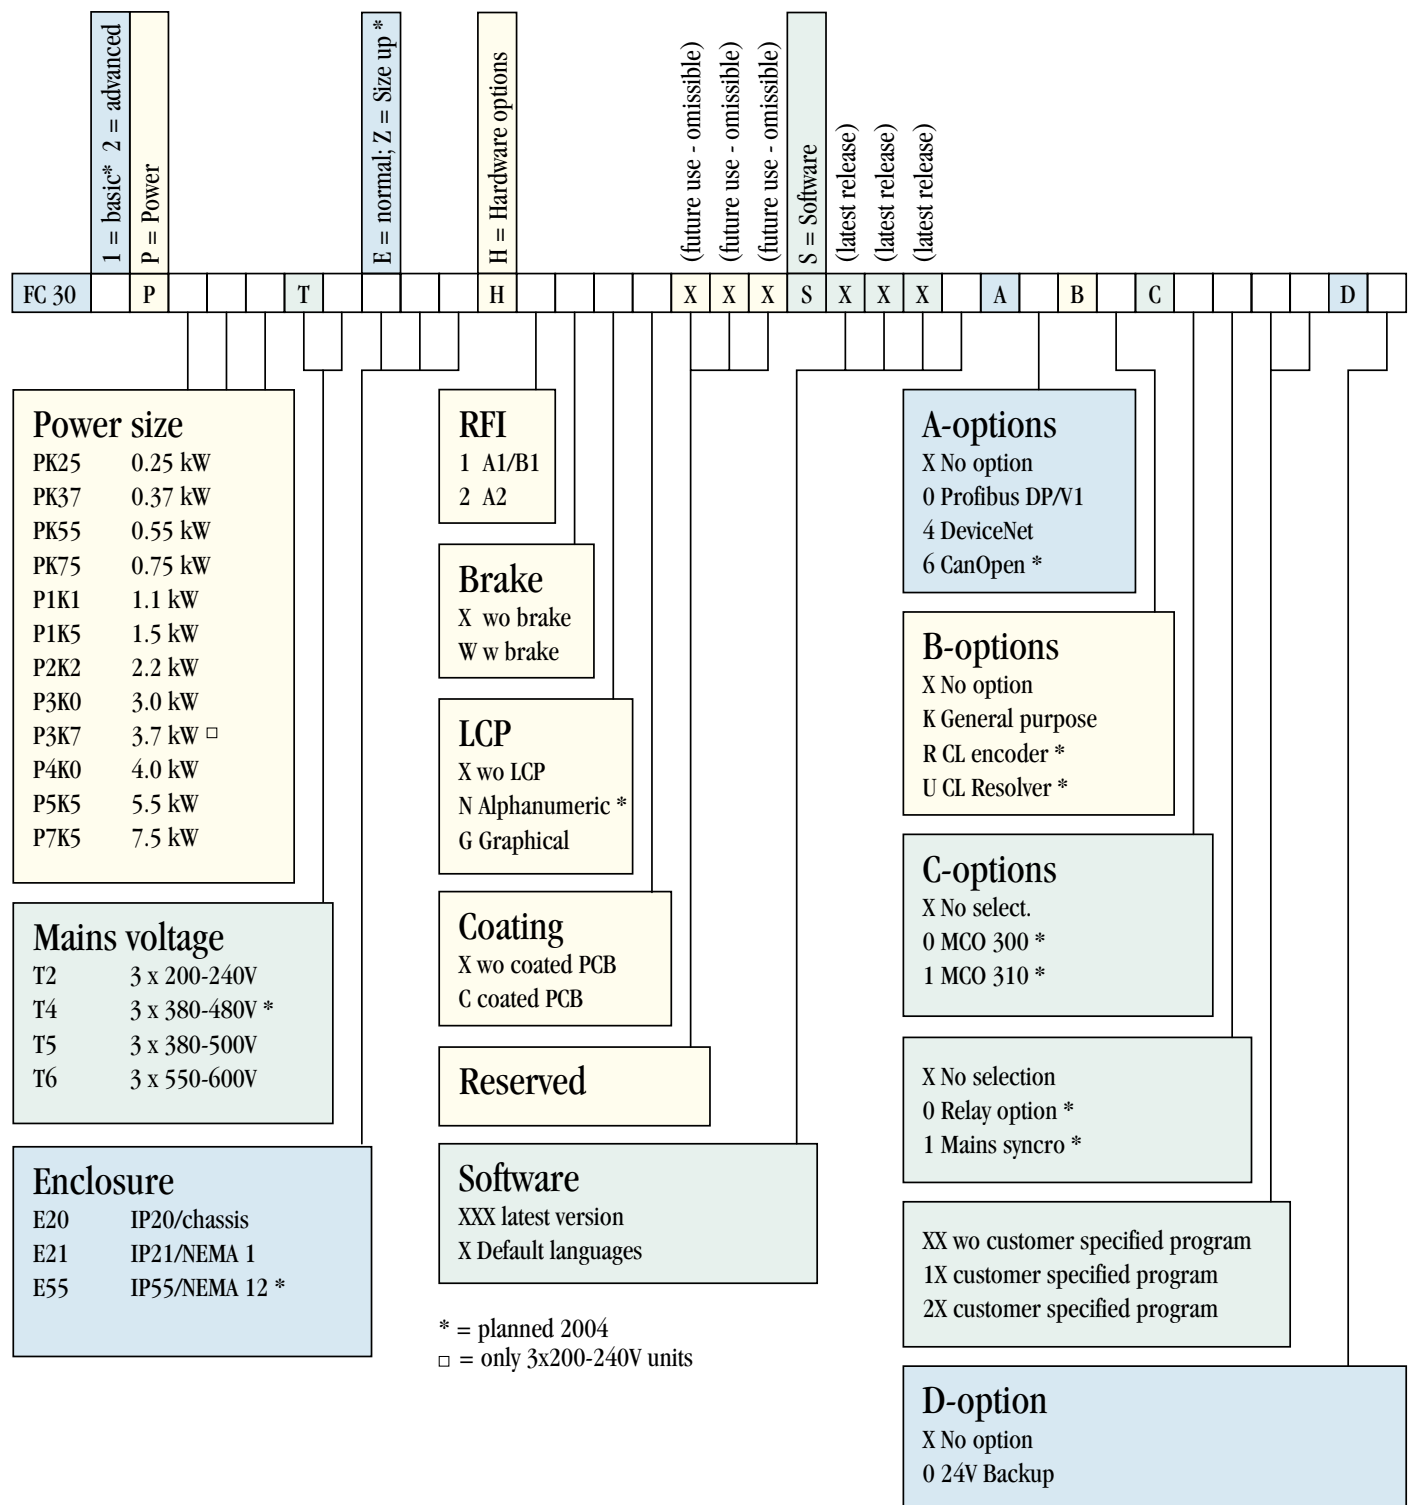 1 = basic* 2 = advanced
P = Power
E = normal; Z = Size up *
H = Hardware options
(future use - omissible)
(future use - omissible)
(future use - omissible)
S = Software
(latest release)
(latest release)
(latest release)
FC 30 P T H X X X S X X X A B C D
Power size
PK25 0.25 kW
PK37 0.37 kW
PK55 0.55 kW
PK75 0.75 kW
P1K1 1.1 kW
P1K5 1.5 kW
P2K2 2.2 kW
P3K0 3.0 kW
P3K7 3.7 kW □
P4K0 4.0 kW
P5K5 5.5 kW
P7K5 7.5 kW
Mains voltage
T2 3 x 200-240V
T4 3 x 380-480V *
T5 3 x 380-500V
T6 3 x 550-600V
Enclosure
E20 IP20/chassis
E21 IP21/NEMA 1
E55 IP55/NEMA 12 *
RFI
1 A1/B1
2 A2
Brake
X wo brake
W w brake
LCP
X wo LCP
N Alphanumeric *
G Graphical
Coating
X wo coated PCB
C coated PCB
Reserved
Software
XXX latest version
X Default languages
* = planned 2004
□ = only 3x200-240V units
A-options
X No option
0 Profibus DP/V1
4 DeviceNet
6 CanOpen *
B-options
X No option
K General purpose
R CL encoder *
U CL Resolver *
C-options
X No select.
0 MCO 300 *
1 MCO 310 *
X No selection
0 Relay option *
1 Mains syncro *
XX wo customer specified program
1X customer specified program
2X customer specified program
D-option
X No option
0 24V Backup